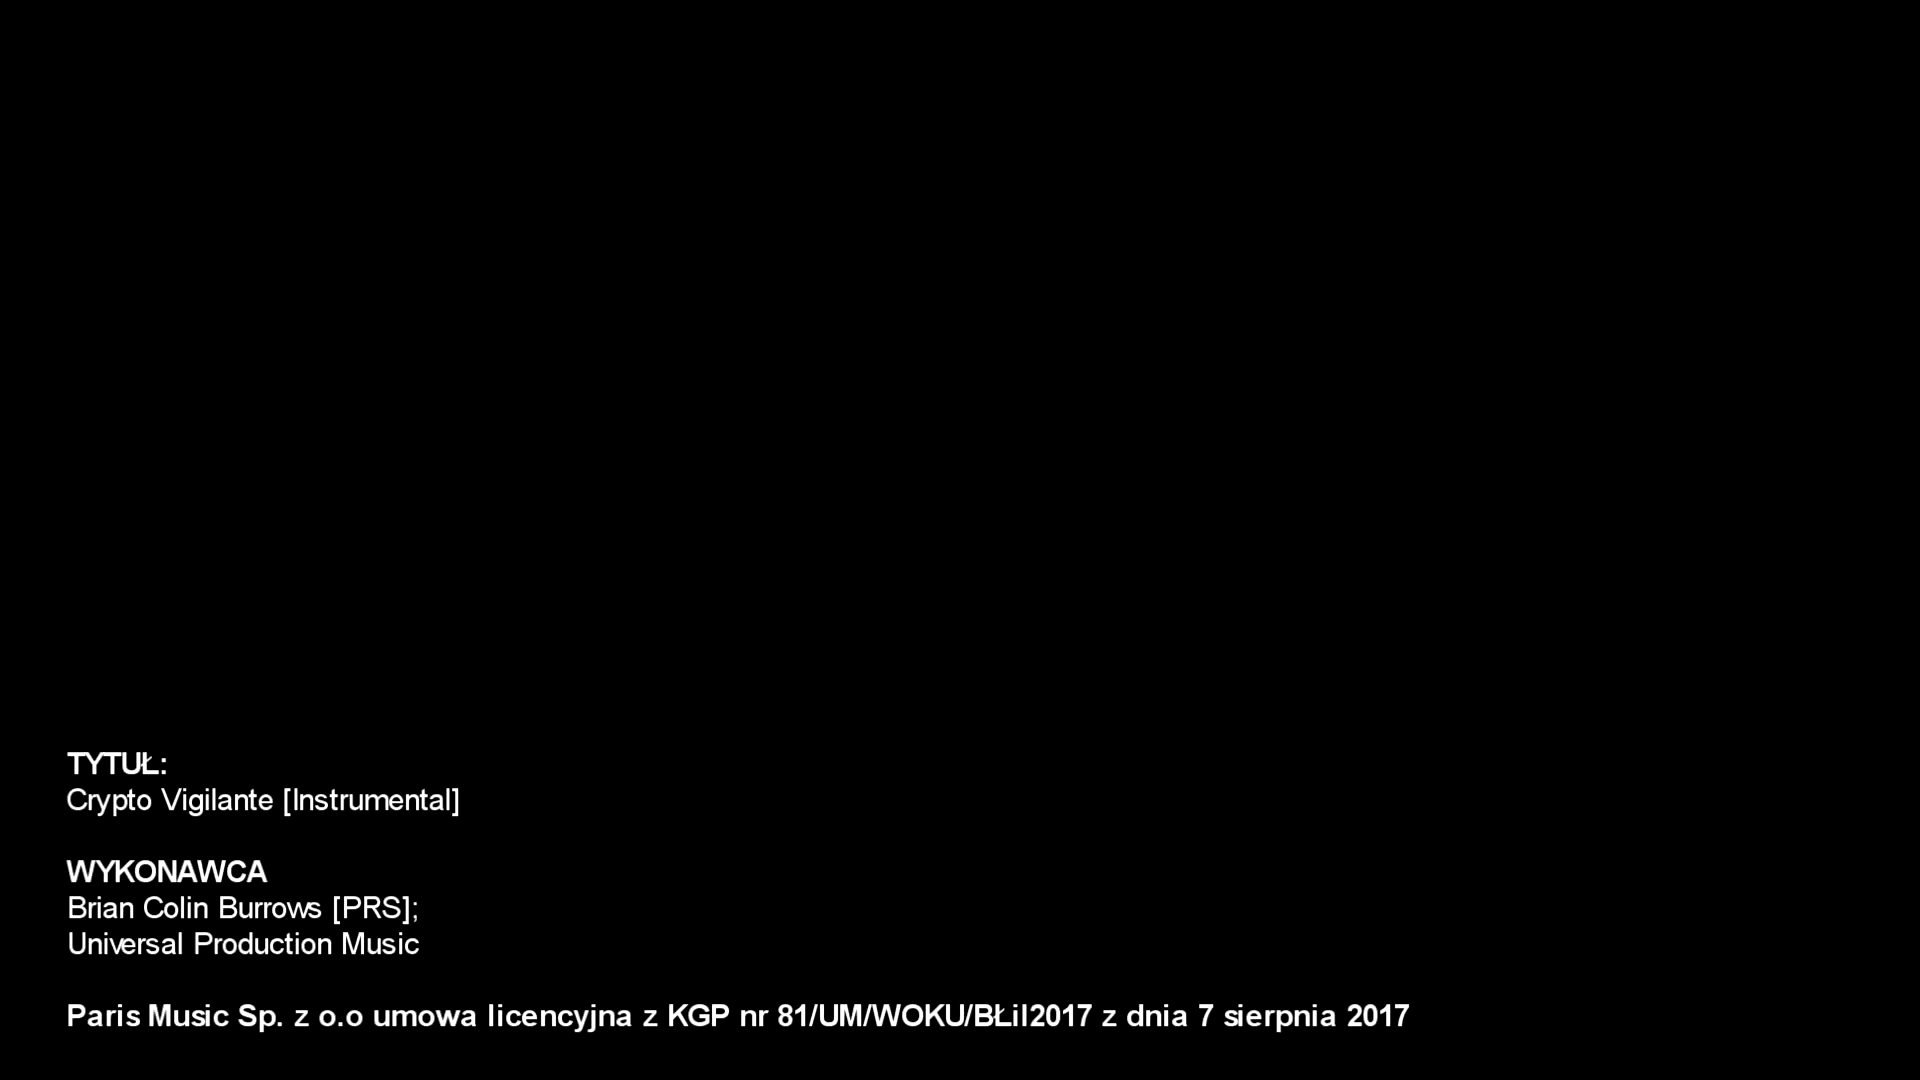 TYTUŁ:
Crypto Vigilante [Instrumental]
WYKONAWCA
Brian Colin Burrows [PRS];
Universal Production Music
Paris Music Sp. z o.o umowa licencyjna z KGP nr 81/UM/WOKU/BŁiI2017 z dnia 7 sierpnia 2017